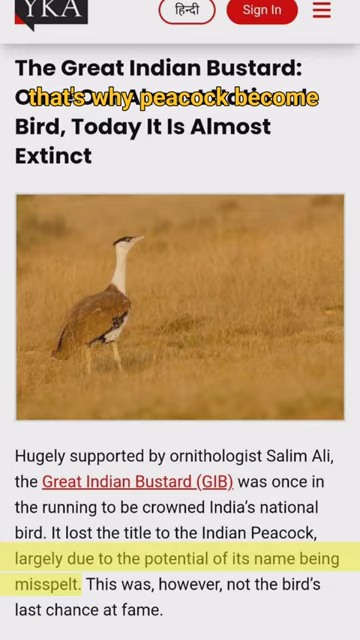 YKA
हिन्दी
Sign In
The Great Indian Bustard:
that's why peacock become
Bird, Today It Is Almost
Extinct
Hugely supported by ornithologist Salim Ali,
the Great Indian Bustard (GIB) was once in
the running to be crowned India's national
bird. It lost the title to the Indian Peacock,
largely due to the potential of its name being
misspelt. This was, however, not the bird's
last chance at fame.